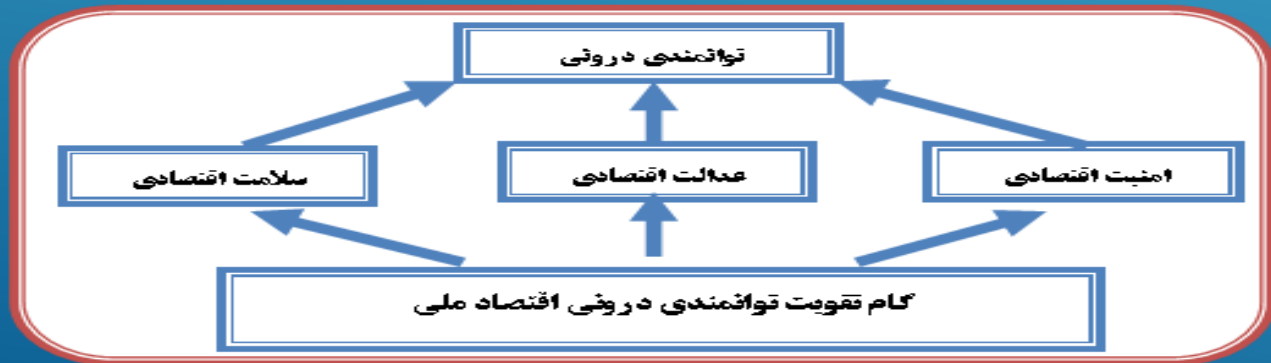 توانمندی درونی
امنیت اقتصادی
عدالت اقتصادی
سلامت اقتصادی
گام تقویت توانمندی درونی اقتصاد ملی